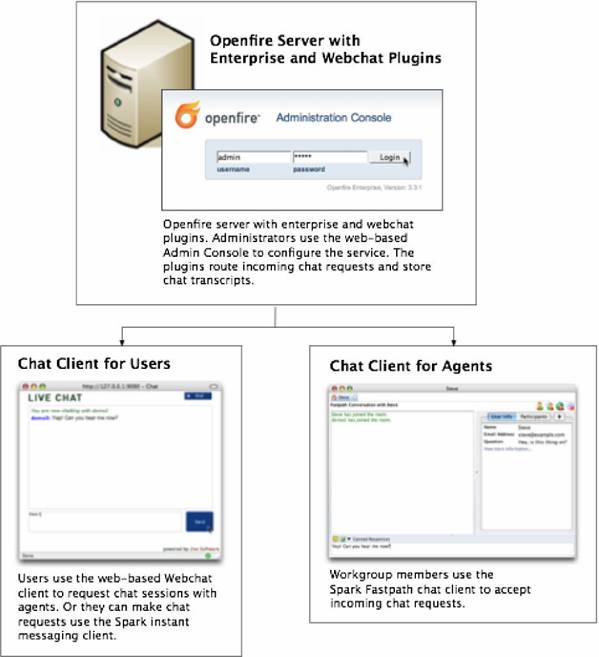 Openfire Server with
Enterprise and Webchat Plugins
openfire™ Administration Console
admin ***** Login
username password
Openfire Enterprise, Version: 3.3.1
Openfire server with enterprise and webchat
plugins. Administrators use the web-based
Admin Console to configure the service. The
plugins route incoming chat requests and store
chat transcripts.
Chat Client for Users
http://127.0.0.1:9090 - Chat
LIVE CHAT
You are now chatting with demo2
demo2: Yep! Can you hear me now?
Send
powered by Jive Software
Done
Users use the web-based Webchat
client to request chat sessions with
agents. Or they can make chat
requests use the Spark instant
messaging client.
Chat Client for Agents
Steve
Steve
Fastpath Conversation with Steve
Steve has joined the room.
demo2 has joined the room.
User Info Participants
Name: Steve
Email Address: steve@example.com
Question: Hey, is this thing on?
View more information...
Canned Responses
Yep! Can you hear me now?
Workgroup members use the
Spark Fastpath chat client to accept
incoming chat requests.